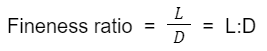 Fineness ratio = L/D = L:D